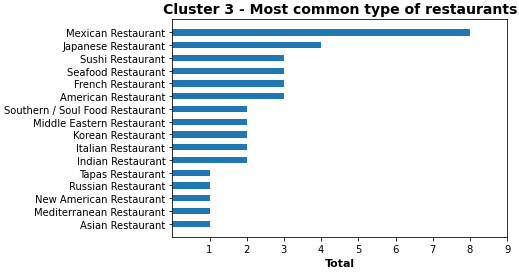 Cluster 3 - Most common type of restaurants
Mexican Restaurant
Japanese Restaurant
Sushi Restaurant
Seafood Restaurant
French Restaurant
American Restaurant
Southern / Soul Food Restaurant
Middle Eastern Restaurant
Korean Restaurant
Italian Restaurant
Indian Restaurant
Tapas Restaurant
Russian Restaurant
New American Restaurant
Mediterranean Restaurant
Asian Restaurant
1 2 3 4 5 6 7 8 9
Total